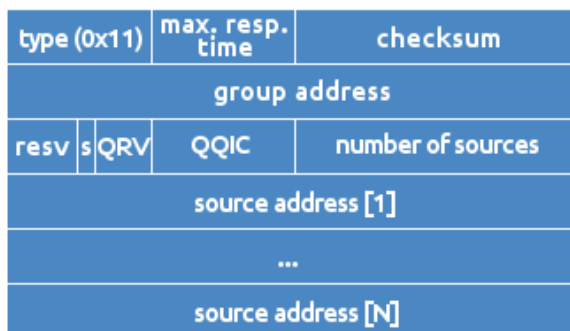 type (0x11) max. resp. time checksum
group address
resv s QRV QQIC number of sources
source address [1]
...
source address [N]